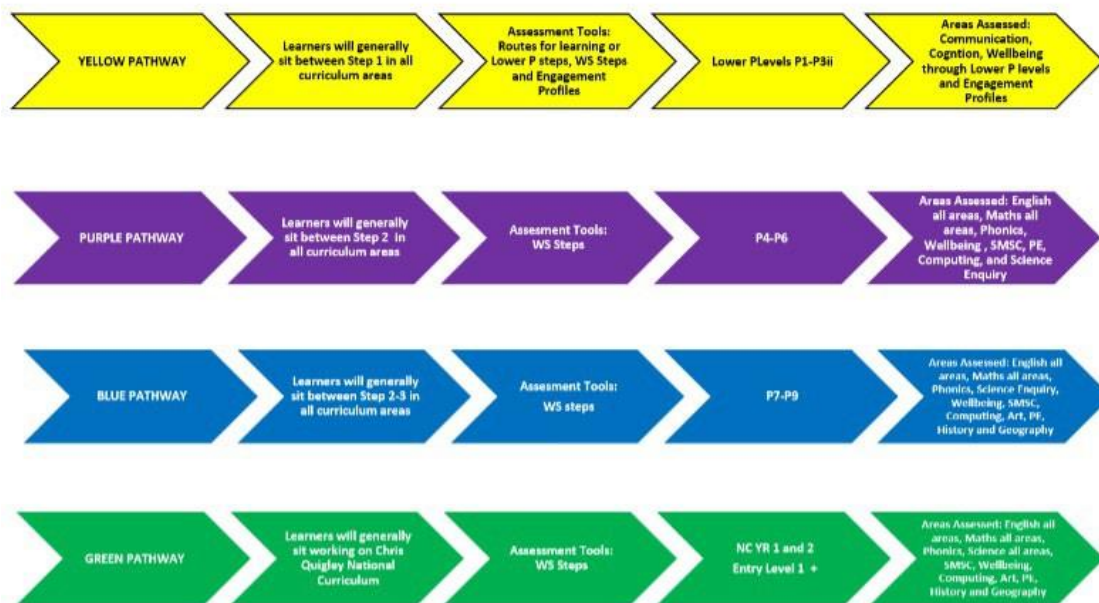 YELLOW PATHWAY
Learners will generally
sit between Step 1 in all
curriculum areas
Assessment Tools:
Routes for learning or
Lower P steps, WS Steps
and Engagement
Profiles
Lower PLevels P1-P3ii
Areas Assessed:
Communication,
Cogntion, Wellbeing
through Lower P levels
and Engagement
Profiles
PURPLE PATHWAY
Learners will generally
sit between Step 2 in
all curriculum areas
Assesment Tools:
WS Steps
P4-P6
Areas Assessed: English
all areas, Maths all
areas, Phonics,
Wellbeing , SMSC, PE,
Computing, and Science
Enquiry
BLUE PATHWAY
Learners will generally
sit between Step 2-3 in
all curriculum areas
Assesment Tools:
WS steps
P7-P9
Areas Assessed: English all
areas, Maths all areas,
Phonics, Science Enquiry,
Wellbeing, SMSC,
Computing, Art, PE,
History and Geography
GREEN PATHWAY
Learners will generally
sit working on Chris
Quigley National
Curriculum
Assessment Tools:
WS Steps
NC YR 1 and 2
Entry Level 1 +
Areas Assessed: English all
areas, Maths all areas,
Phonics, Science all areas,
SMSC, Wellbeing,
Computing, Art, PE,
History and Geography